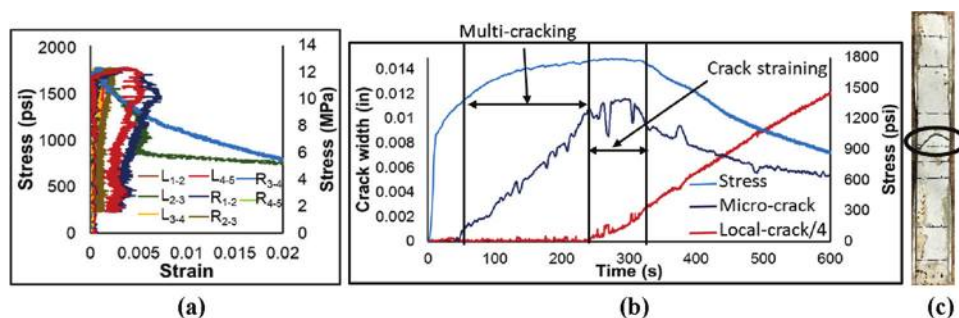 2000
1500
1000
500
0
Stress (psi)
14
12
10
8
6
4
2
0
Stress (MPa)
L1-2 L4-5 R3-4
L2-3 R1-2 R4-5
L3-4 R2-3
0 0.005 0.01 0.015 0.02
Strain
(a)
Multi-cracking
Crack straining
0.014
0.012
0.01
0.008
0.006
0.004
0.002
0
Crack width (in)
1800
1500
1200
900
600
300
0
Stress (psi)
Stress
Micro-crack
Local-crack/4
0 100 200 300 400 500 600
Time (s)
(b)
(c)